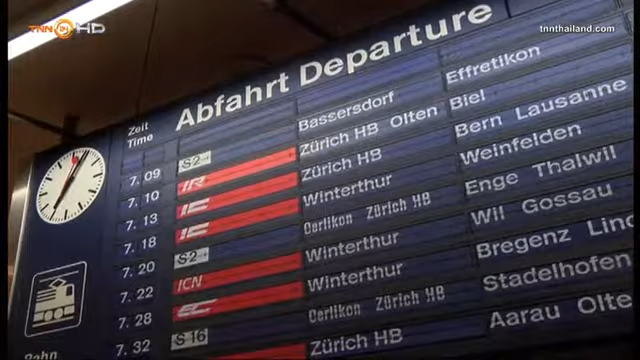 TNN 24 HD
tnnthailand.com
Abfahrt Departure
Zeit
Time
7.09 S2 Bassersdorf Effretikon
7.10 IR Zürich HB Olten Biel
7.13 IC Zürich HB Bern Lausanne
7.18 IC Winterthur Weinfelden
7.20 S2 Oerlikon Zürich HB Enge Thalwil
7.22 ICN Winterthur Wil Gossau
7.28 EC Winterthur Bregenz Lind
7.32 S16 Oerlikon Zürich HB Stadelhofen
Zürich HB Aarau Olte
Bahn